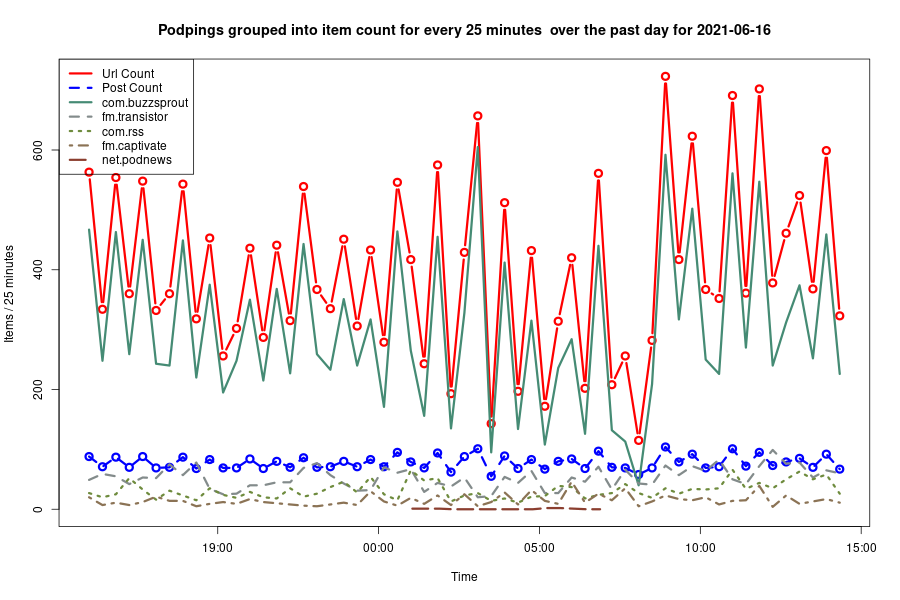 Podpings grouped into item count for every 25 minutes  over the past day for 2021-06-16
Url Count
Post Count
com.buzzsprout
fm.transistor
com.rss
fm.captivate
net.podnews
600
400
200
0
Items / 25 minutes
19:00
00:00
05:00
10:00
15:00
Time